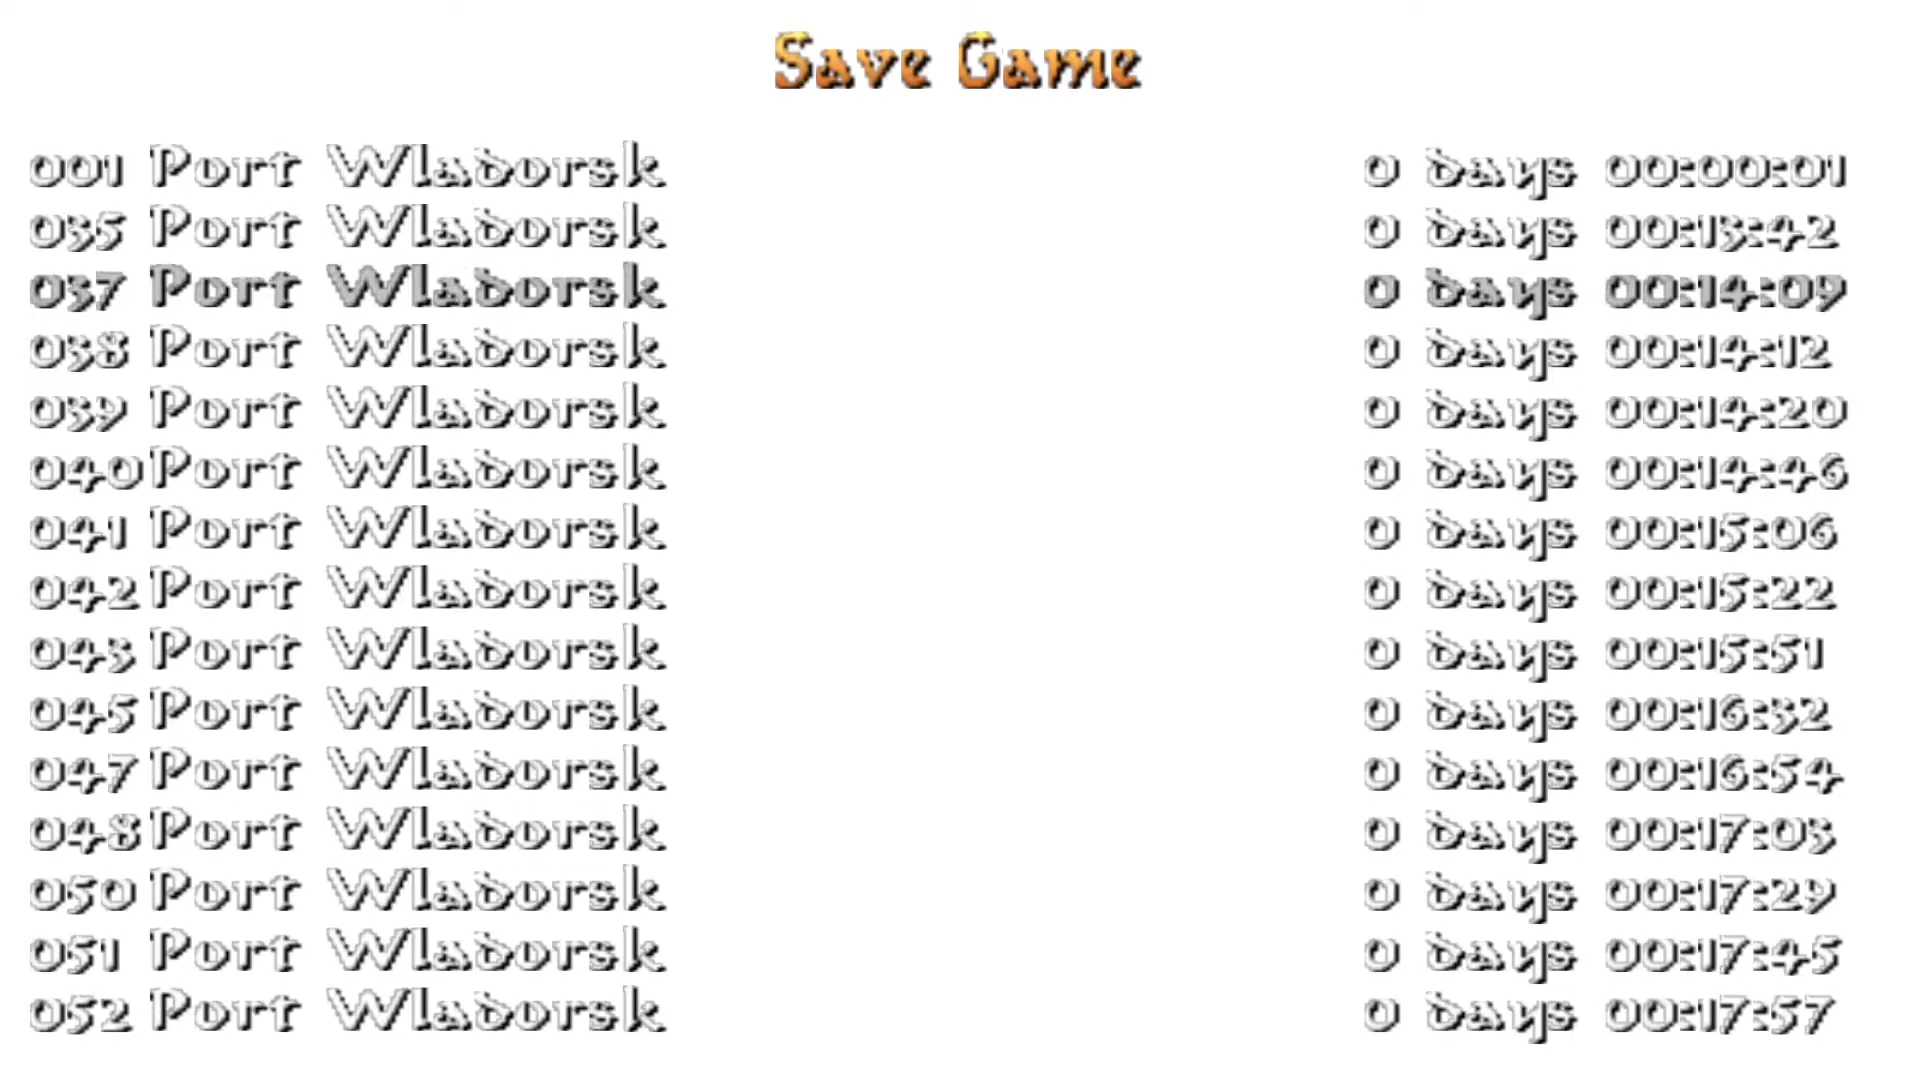 Save Game
001 Port Wladorsk 0 days 00:00:01
035 Port Wladorsk 0 days 00:13:42
037 Port Wladorsk 0 days 00:14:09
038 Port Wladorsk 0 days 00:14:12
039 Port Wladorsk 0 days 00:14:20
040 Port Wladorsk 0 days 00:14:46
041 Port Wladorsk 0 days 00:15:06
042 Port Wladorsk 0 days 00:15:22
043 Port Wladorsk 0 days 00:15:51
045 Port Wladorsk 0 days 00:16:32
047 Port Wladorsk 0 days 00:16:54
048 Port Wladorsk 0 days 00:17:03
050 Port Wladorsk 0 days 00:17:29
051 Port Wladorsk 0 days 00:17:45
052 Port Wladorsk 0 days 00:17:57